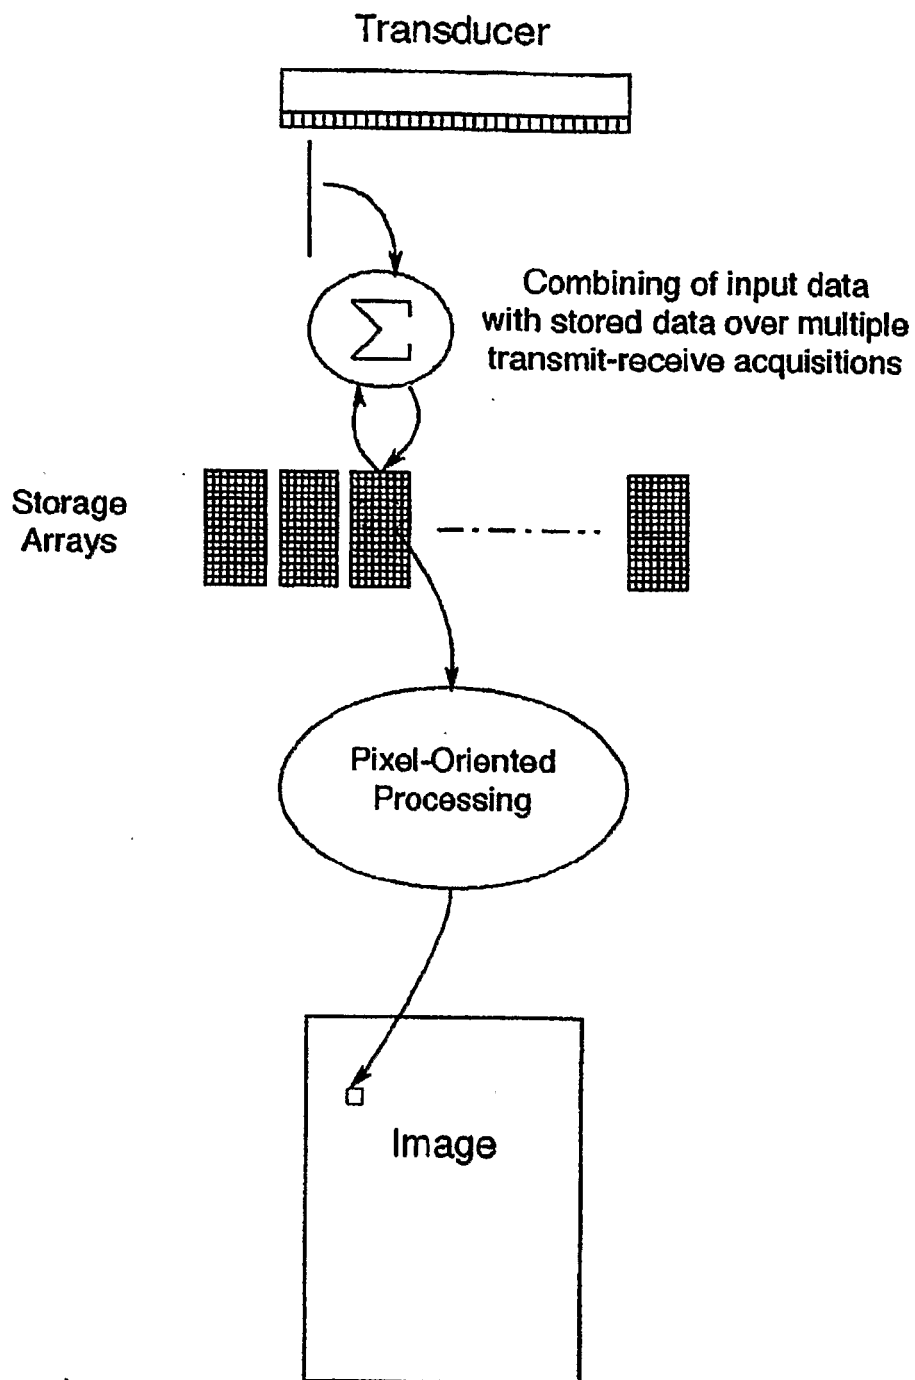 Transducer
Σ
Combining of input data
with stored data over multiple
transmit-receive acquisitions
Storage
Arrays
Pixel-Oriented
Processing
Image